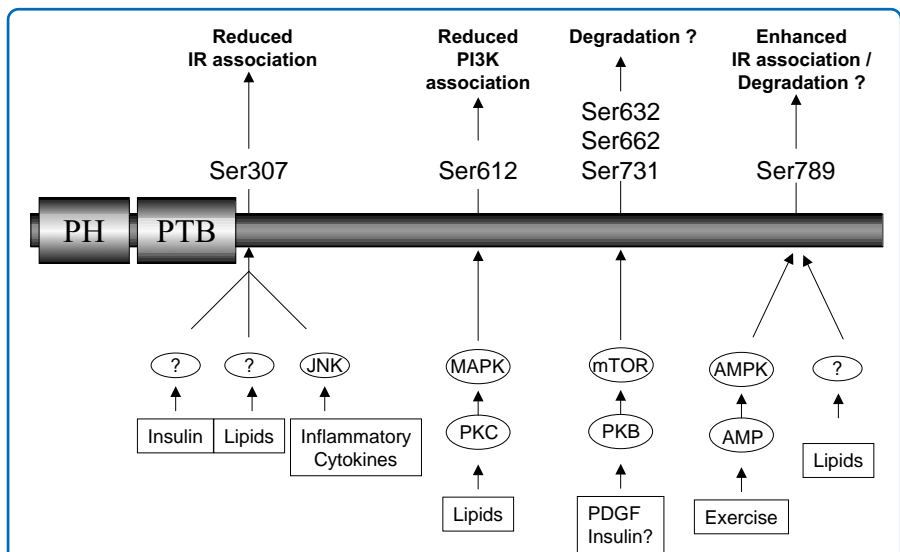 Reduced
IR association
Reduced
PI3K
association
Degradation ?
Enhanced
IR association /
Degradation ?
Ser307
Ser612
Ser632
Ser662
Ser731
Ser789
PH
PTB
?
?
JNK
MAPK
mTOR
AMPK
?
Insulin
Lipids
Inflammatory
Cytokines
PKC
PKB
AMP
Lipids
Lipids
PDGF
Insulin?
Exercise